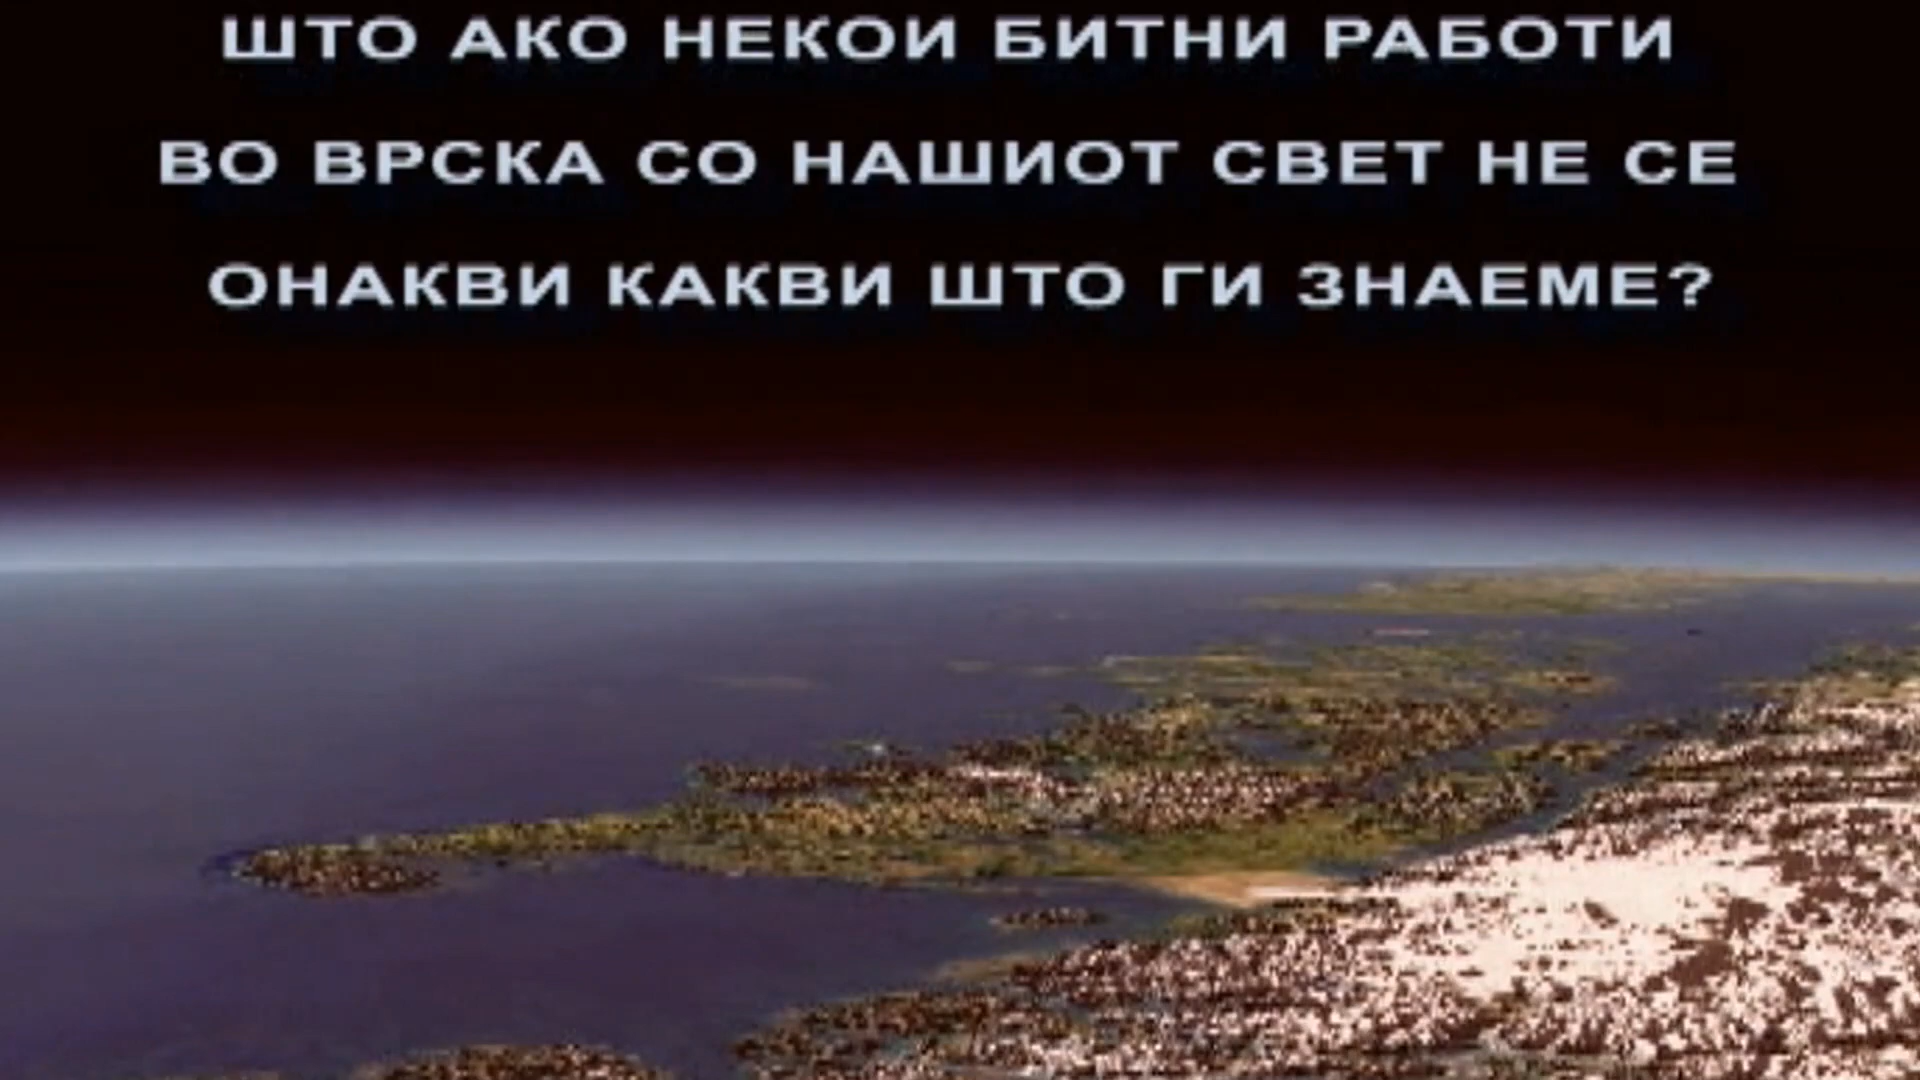 ШТО АКО НЕКОИ БИТНИ РАБОТИ
ВО ВРСКА СО НАШИОТ СВЕТ НЕ СЕ
ОНАКВИ КАКВИ ШТО ГИ ЗНАЕМЕ?